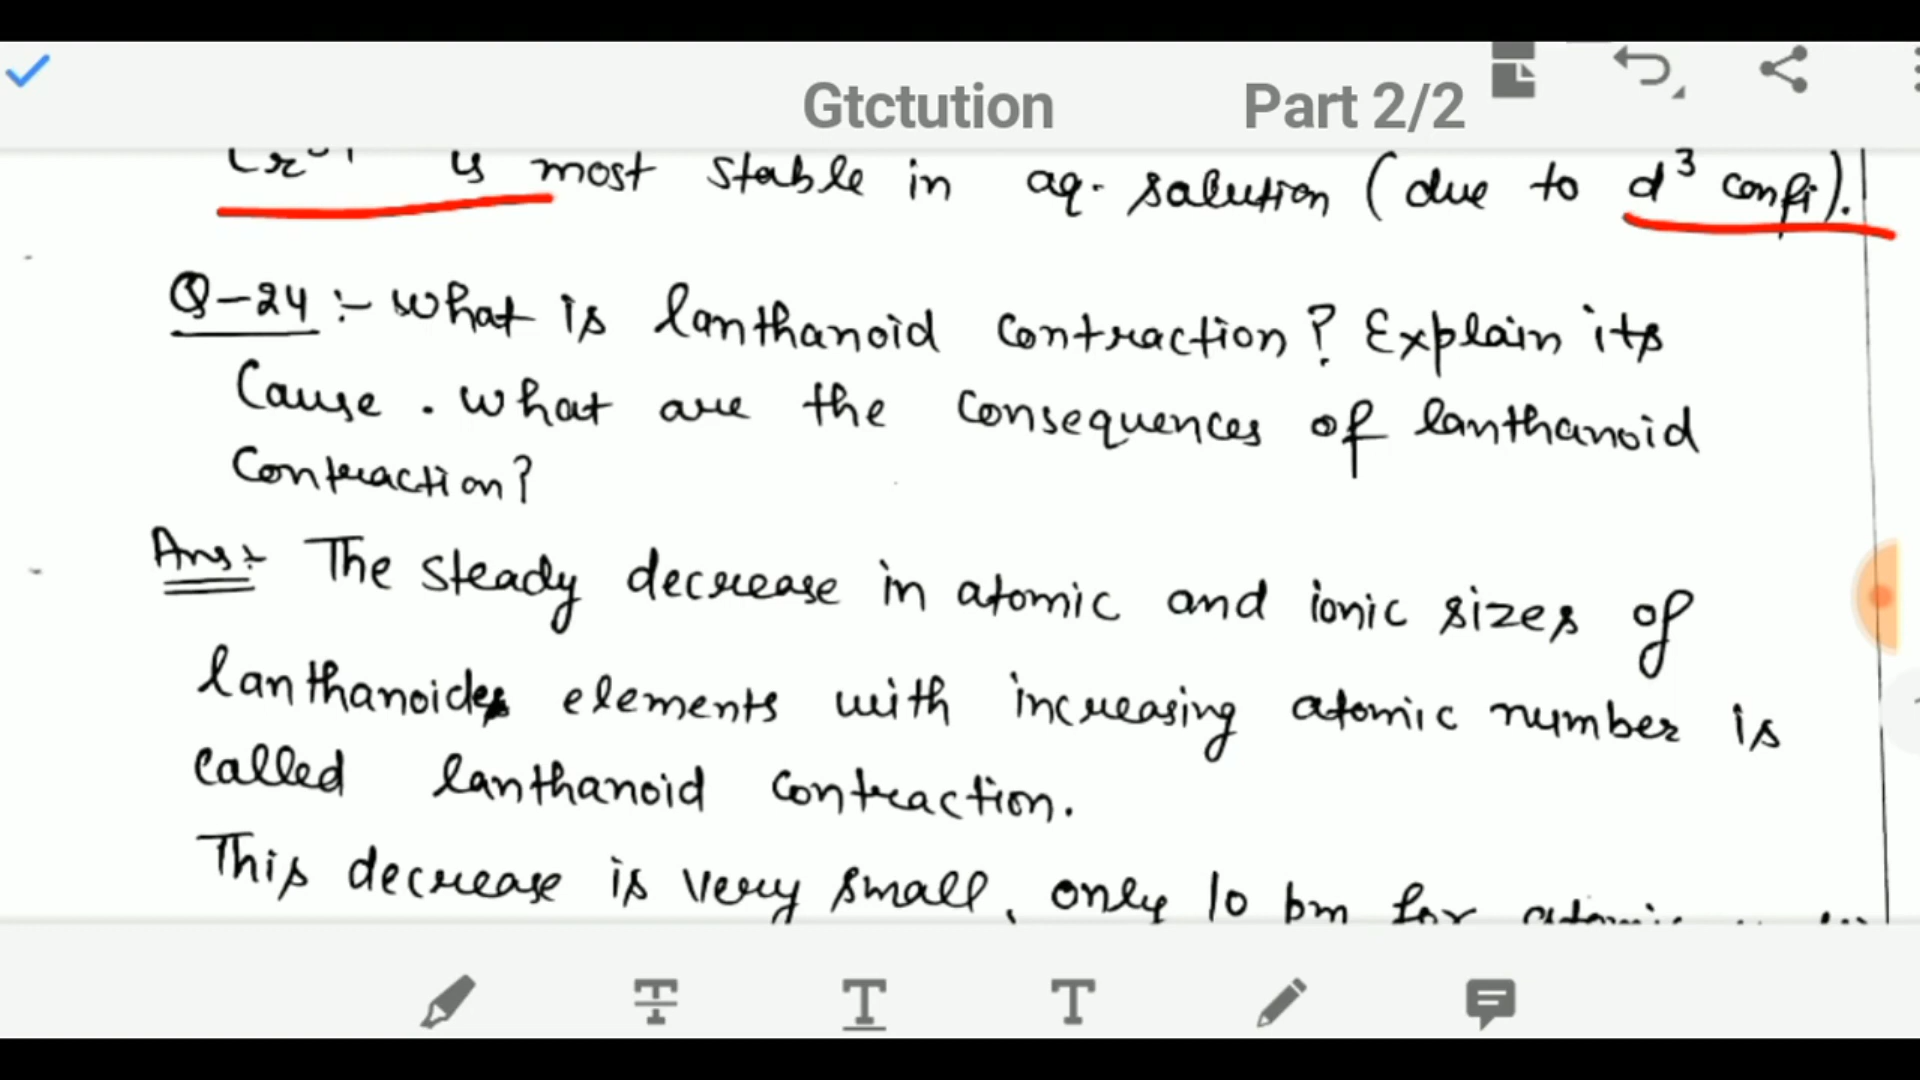 Gtctution Part 2/2
is most stable in aq. solution (due to d³ confi).
Q-24 :- What is lanthanoid contraction? Explain its
Cause. What are the consequences of lanthanoid
Contraction?
Ans:- The steady decrease in atomic and ionic sizes of
lanthanoides elements with increasing atomic number is
called lanthanoid contraction.
This decrease is very small, only 10 pm for atomic